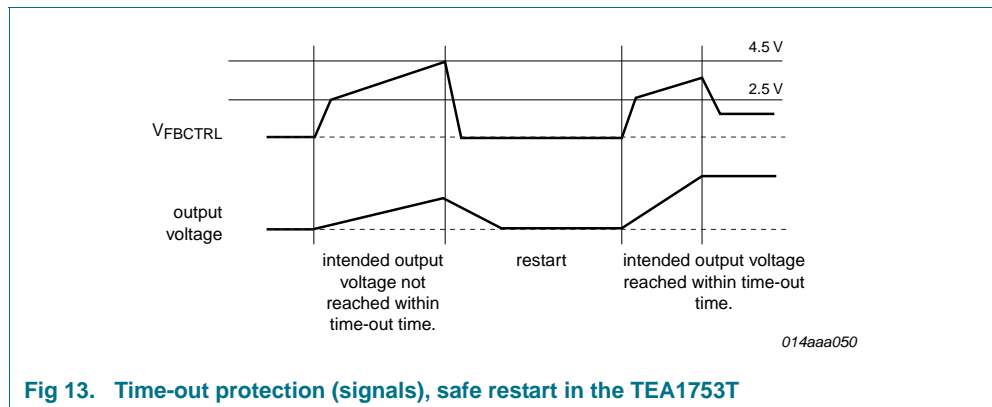 4.5 V
2.5 V
VFBCTRL
output
voltage
intended output
voltage not
reached within
time-out time.
restart
intended output voltage
reached within time-out
time.
014aaa050
Fig 13. Time-out protection (signals), safe restart in the TEA1753T